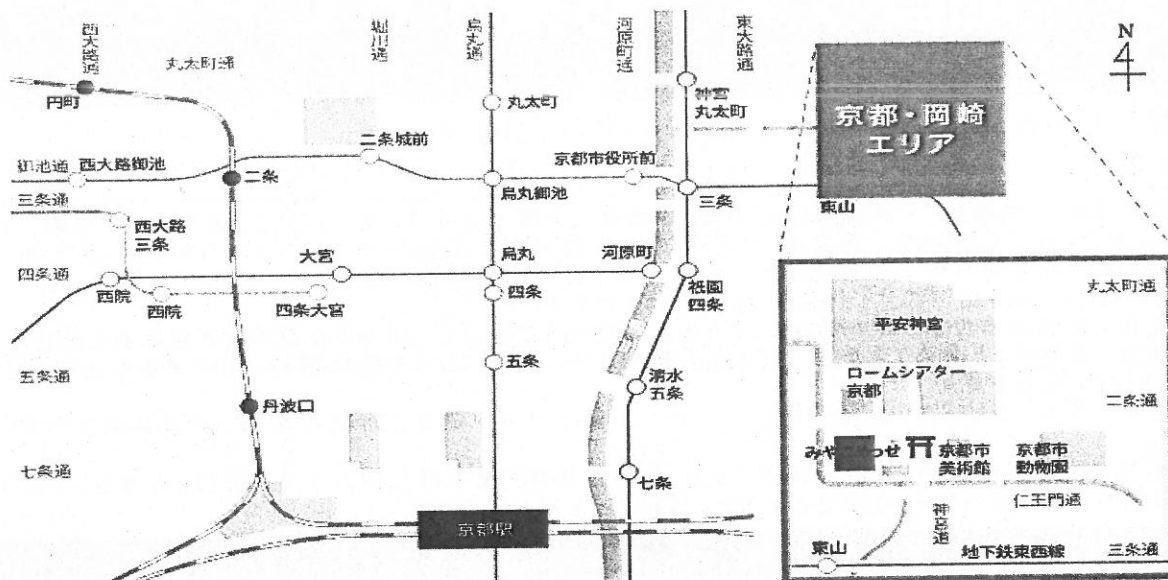 西大路通
丸太町通
堀川通
烏丸通
河原町通
東大路通
N
円町
丸太町
神宮
丸太町
京都・岡崎
エリア
御池通
西大路御池
二条城前
京都市役所前
二条
烏丸御池
三条
東山
三条通
西大路
三条
四条通
大宮
烏丸
河原町
祇園
四条
西院
西院
四条大宮
四条
五条通
五条
清水
五条
丹波口
七条通
七条
京都駅
丸太町通
平安神宮
ロームシアター
京都
二条通
みやこめっせ
京都市
美術館
京都市
動物園
仁王門通
神宮道
東山
地下鉄東西線
三条通